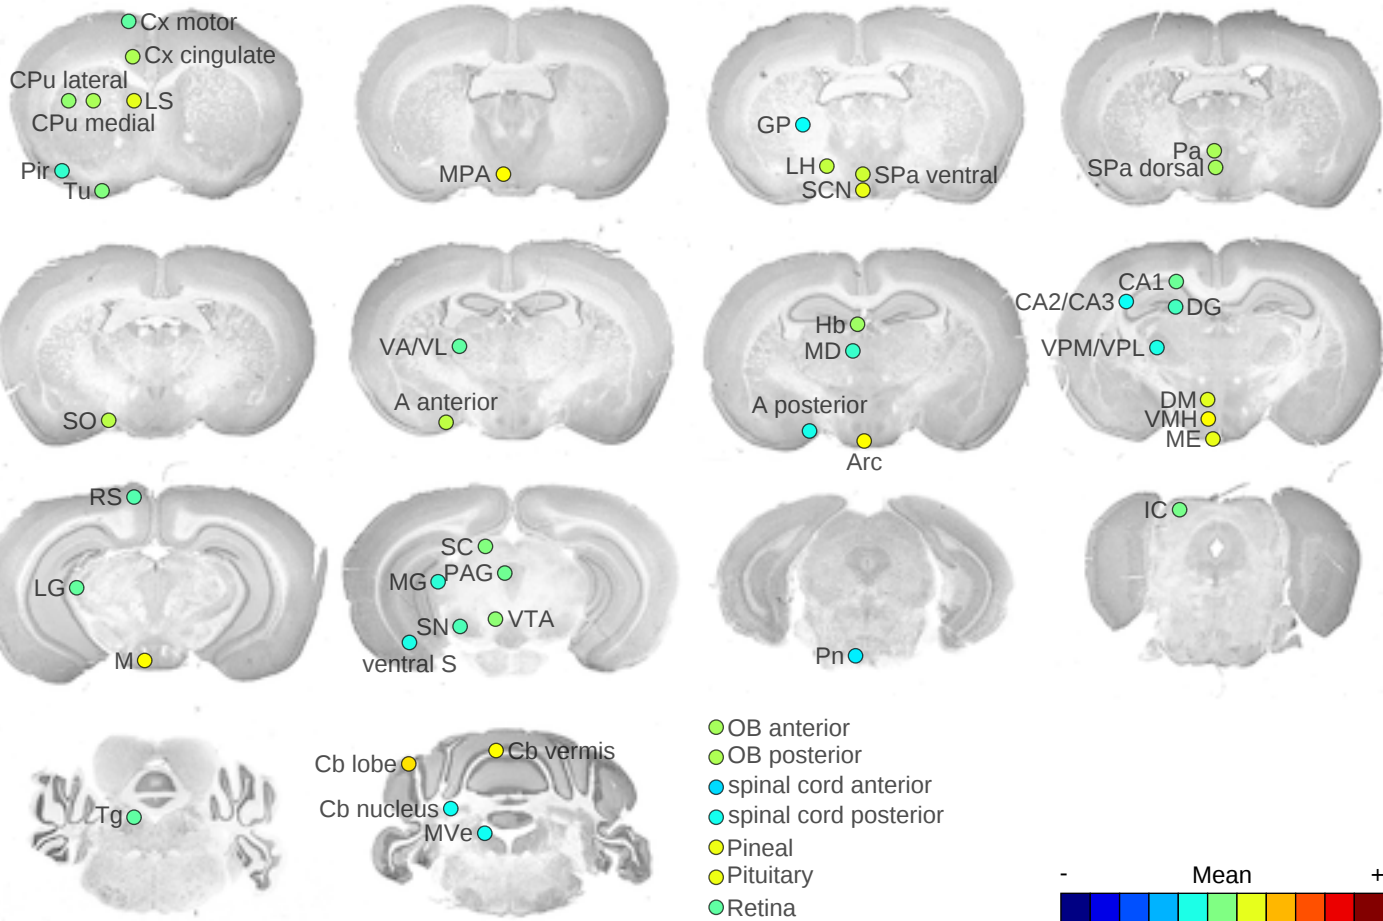 Cx motor
Cx cingulate
CPu lateral
LS
CPu medial
Pir
Tu
MPA
GP
LH
SPa ventral
SCN
Pa
SPa dorsal
SO
VA/VL
A anterior
Hb
MD
A posterior
Arc
CA1
CA2/CA3
DG
VPM/VPL
DM
VMH
ME
RS
LG
M
SC
MG
PAG
SN
VTA
ventral S
Pn
IC
Tg
Cb lobe
Cb vermis
Cb nucleus
MVe
OB anterior
OB posterior
spinal cord anterior
spinal cord posterior
Pineal
Pituitary
Retina
- Mean +